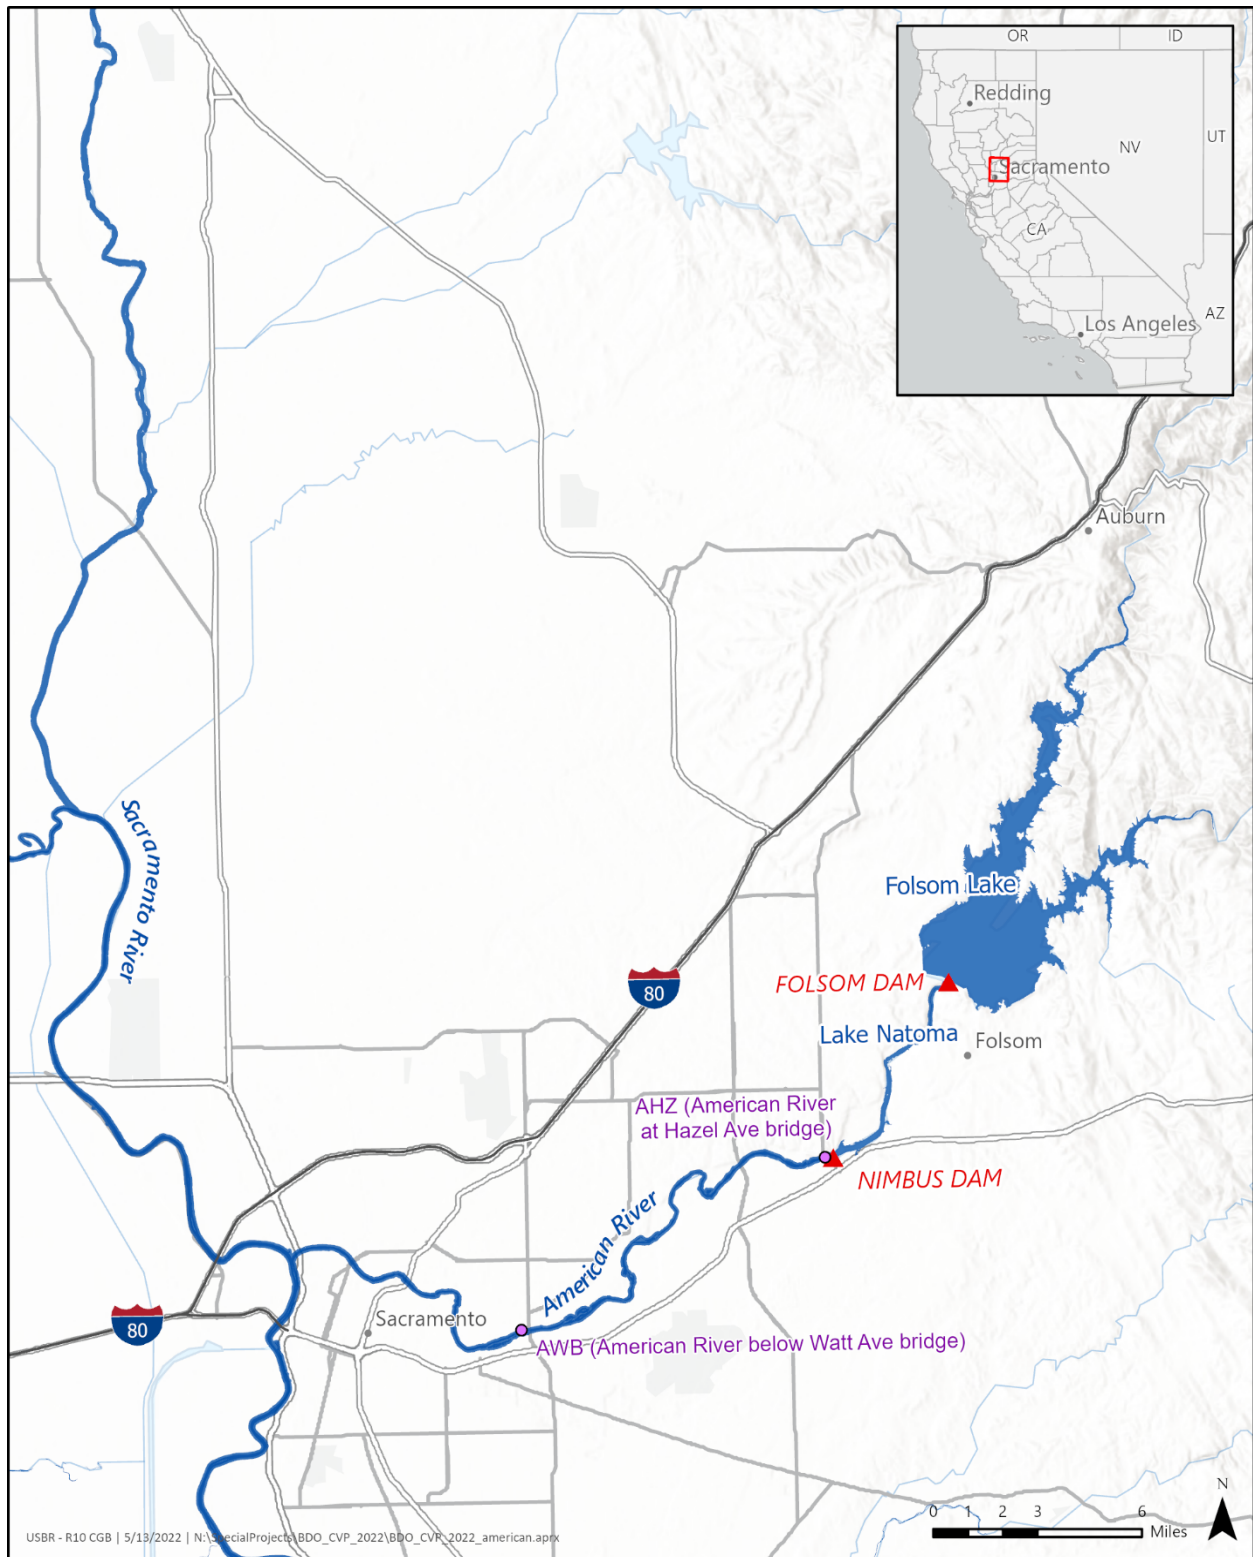 OR
ID
Redding
NV
UT
Sacramento
CA
Los Angeles
AZ
Auburn
Sacramento River
Folsom Lake
80
FOLSOM DAM
Lake Natoma
Folsom
AHZ (American River
at Hazel Ave bridge)
NIMBUS DAM
American River
80
Sacramento
AWB (American River below Watt Ave bridge)
N
0 1 2 3 6
Miles
USBR - R10 CGB | 5/13/2022 | N:\SpecialProjects\BDO_CVP_2022\BDO_CVP_2022_american.aprx